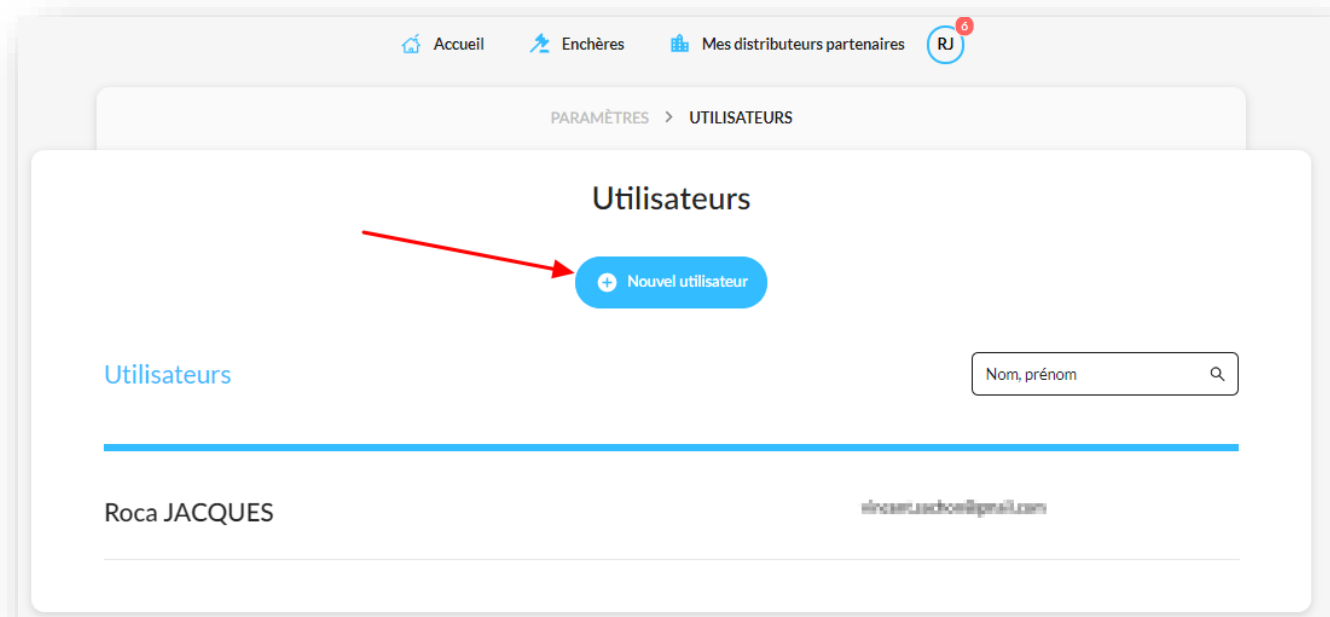 Accueil Enchères Mes distributeurs partenaires RJ 6
PARAMÈTRES > UTILISATEURS
Utilisateurs
Nouvel utilisateur
Utilisateurs
Nom, prénom
Roca JACQUES